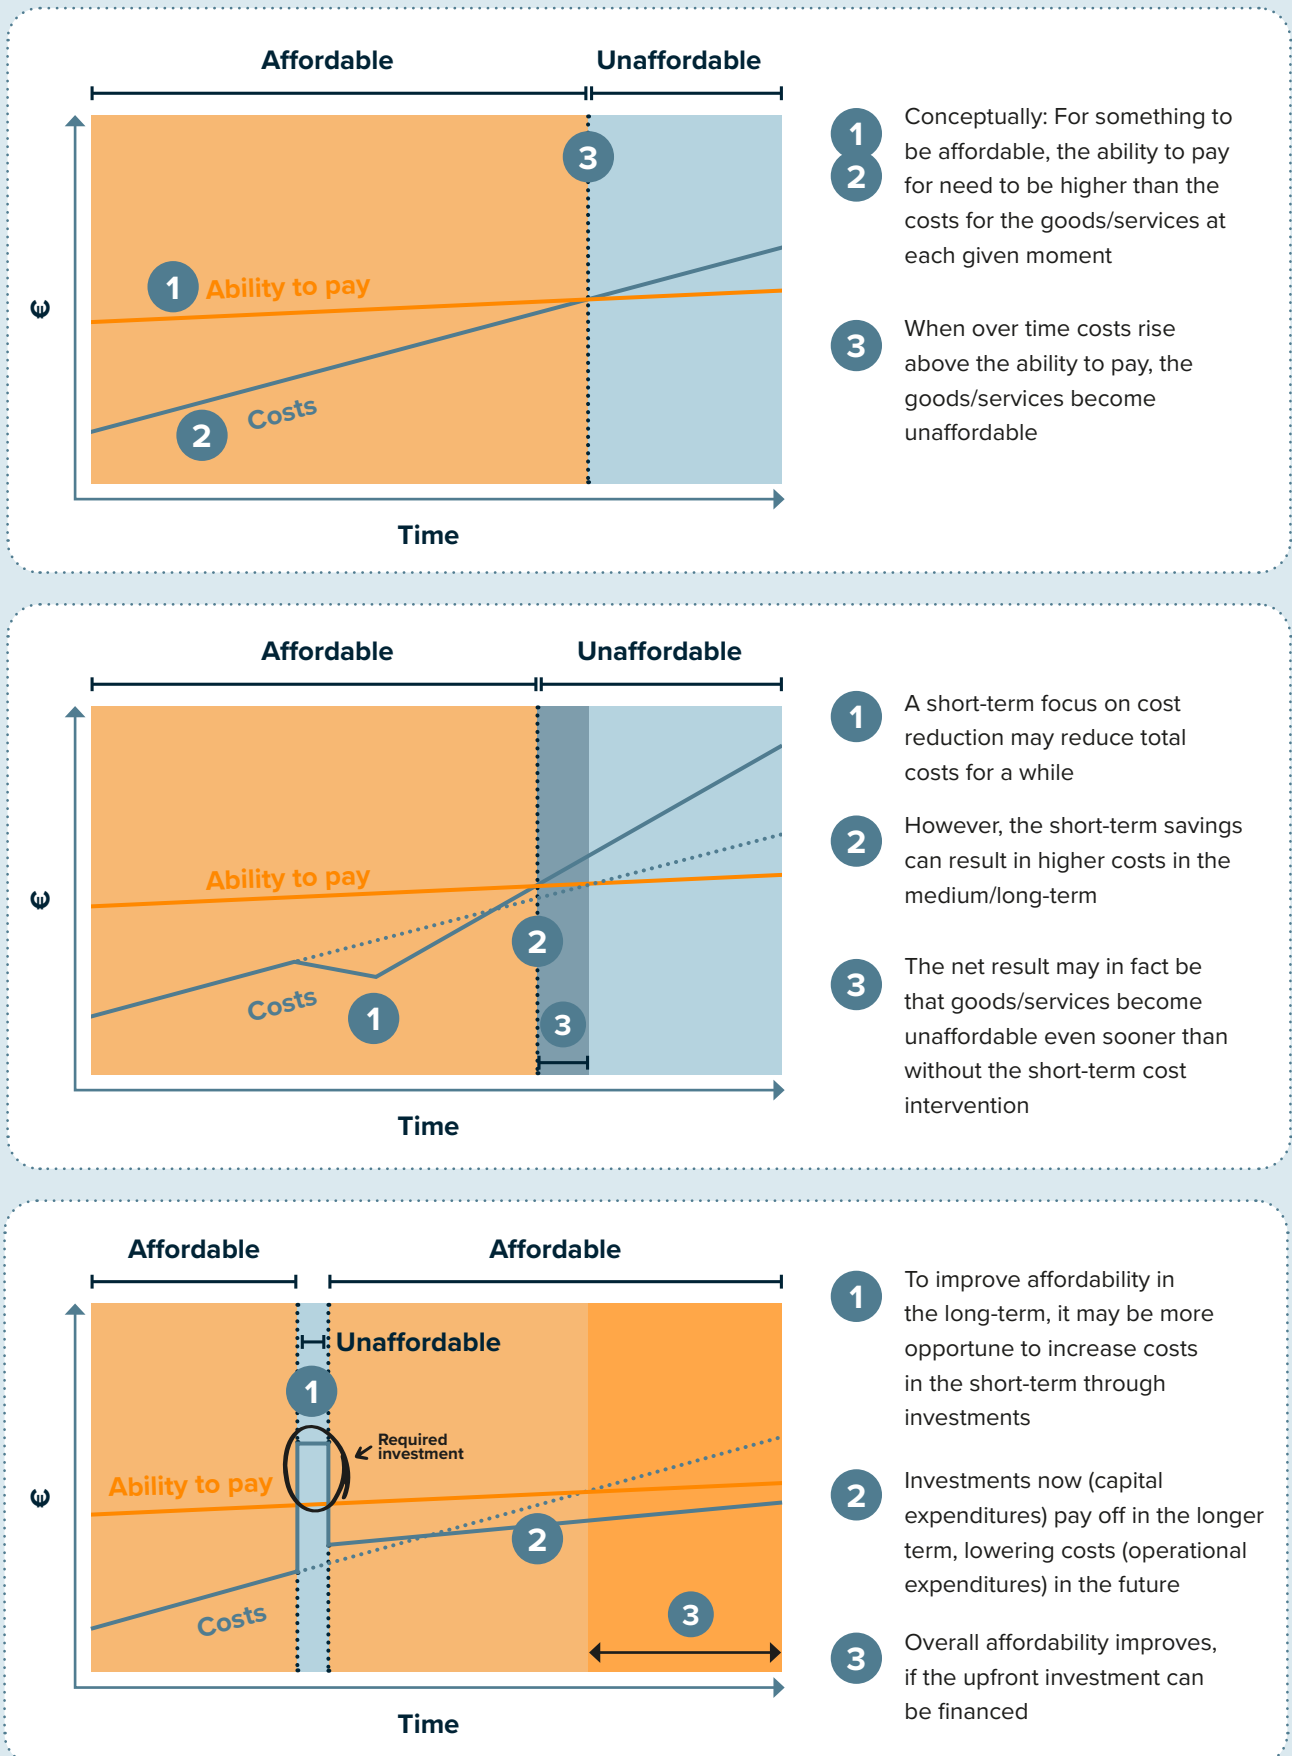 Affordable
Unaffordable
3
1
Ability to pay
2
Costs
€
Time
1
2
Conceptually: For something to
be affordable, the ability to pay
for need to be higher than the
costs for the goods/services at
each given moment
3
When over time costs rise
above the ability to pay, the
goods/services become
unaffordable
Affordable
Unaffordable
Ability to pay
2
Costs
1
3
€
Time
1
A short-term focus on cost
reduction may reduce total
costs for a while
2
However, the short-term savings
can result in higher costs in the
medium/long-term
3
The net result may in fact be
that goods/services become
unaffordable even sooner than
without the short-term cost
intervention
Affordable
Affordable
Unaffordable
1
Required
investment
Ability to pay
2
3
Costs
€
Time
1
To improve affordability in
the long-term, it may be more
opportune to increase costs
in the short-term through
investments
2
Investments now (capital
expenditures) pay off in the longer
term, lowering costs (operational
expenditures) in the future
3
Overall affordability improves,
if the upfront investment can
be financed